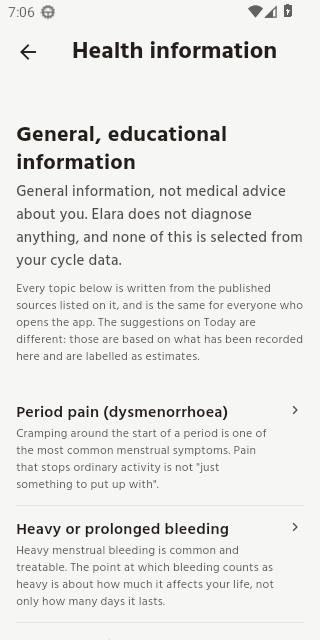 7:06
Health information
General, educational
information
General information, not medical advice
about you. Elara does not diagnose
anything, and none of this is selected from
your cycle data.
Every topic below is written from the published
sources listed on it, and is the same for everyone who
opens the app. The suggestions on Today are
different: those are based on what has been recorded
here and are labelled as estimates.
Period pain (dysmenorrhoea)
Cramping around the start of a period is one of
the most common menstrual symptoms. Pain
that stops ordinary activity is not "just
something to put up with".
Heavy or prolonged bleeding
Heavy menstrual bleeding is common and
treatable. The point at which bleeding counts as
heavy is about how much it affects your life, not
only how many days it lasts.